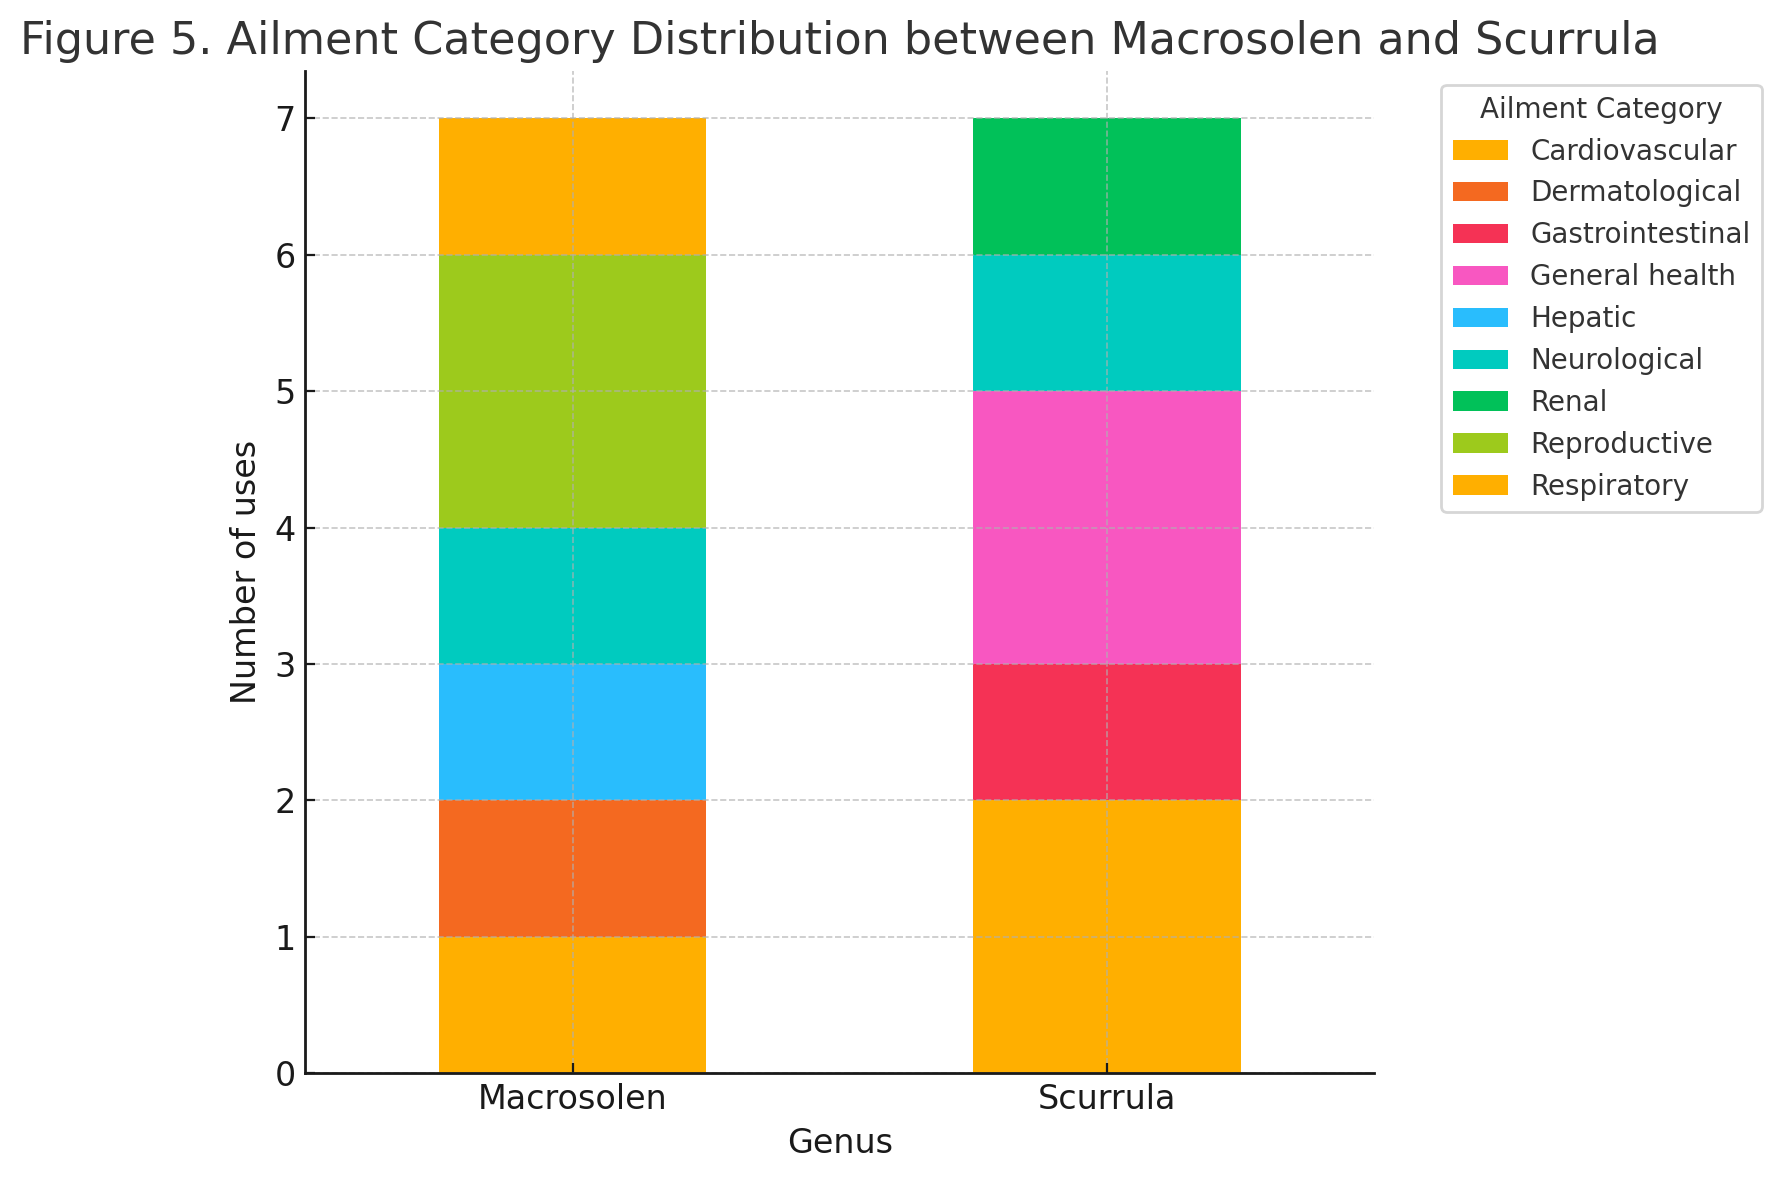 Figure 5. Ailment Category Distribution between Macrosolen and Scurrula
Number of uses
7
6
5
4
3
2
1
0
Macrosolen
Scurrula
Genus
Ailment Category
Cardiovascular
Dermatological
Gastrointestinal
General health
Hepatic
Neurological
Renal
Reproductive
Respiratory